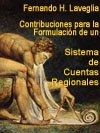 Fernando H. Laveglia
Contribuciones para la
Formulación de un
Sistema
de
Cuentas
Regionales